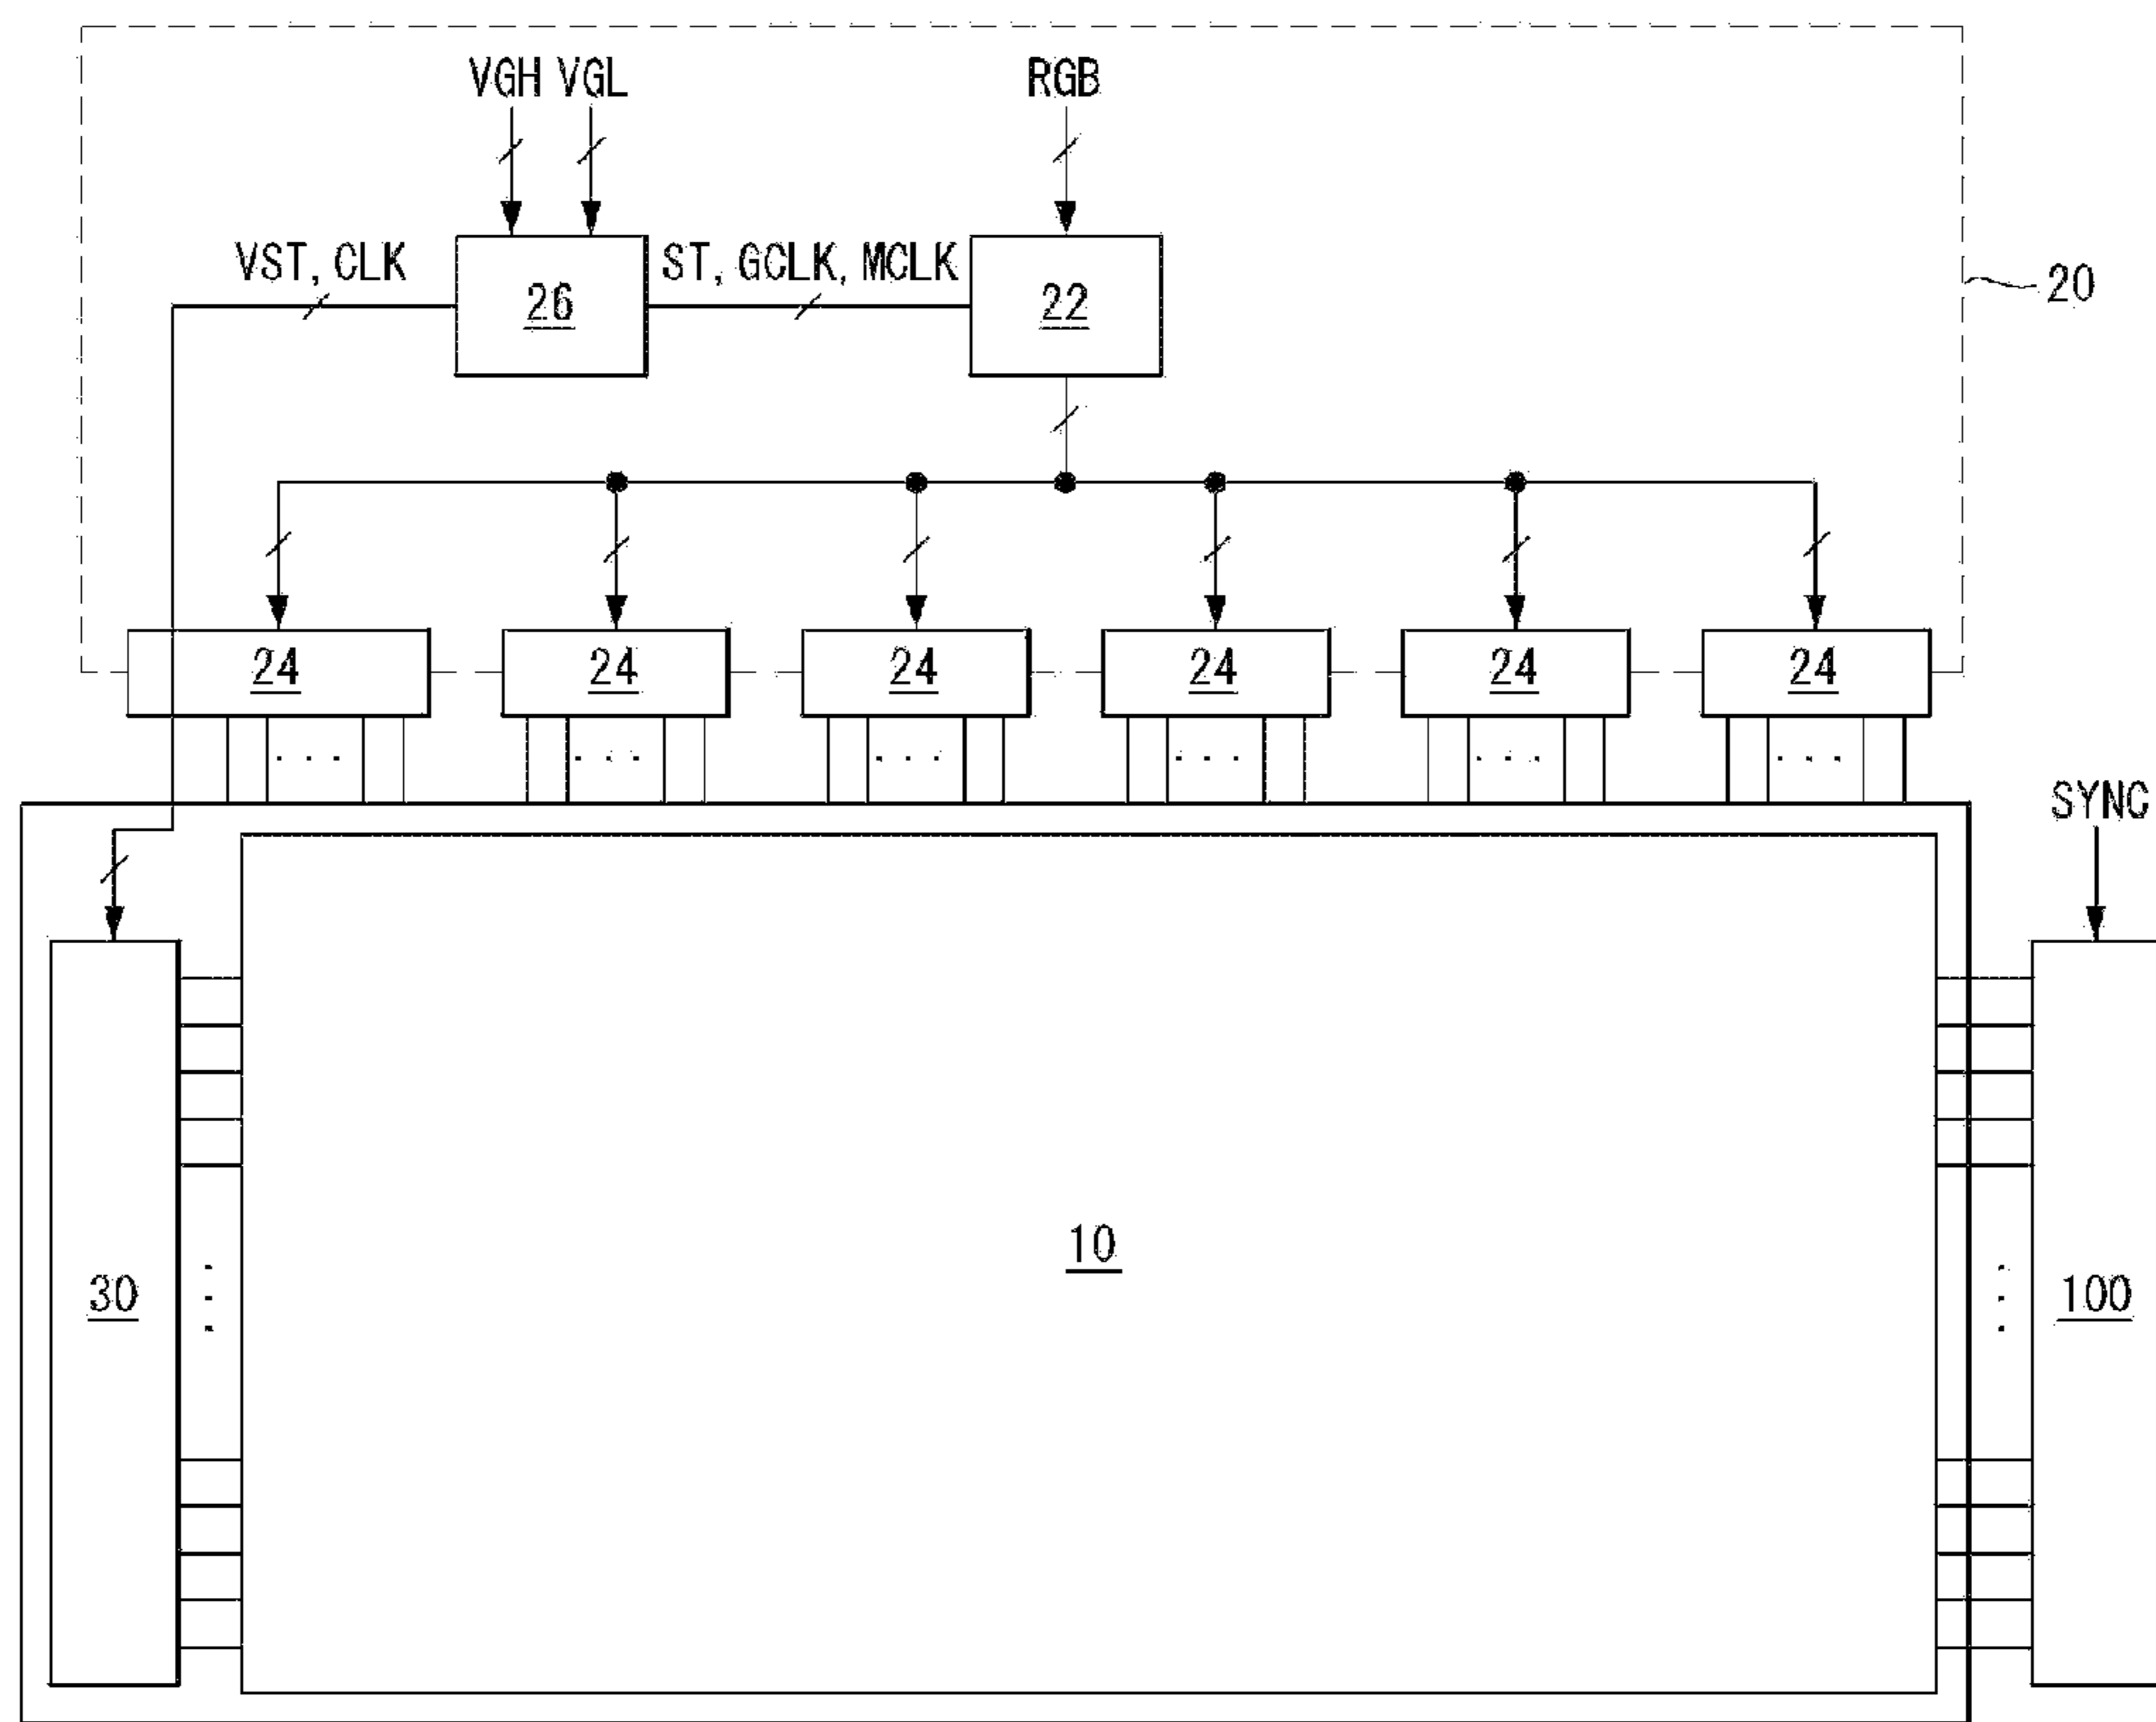 VGH VGL RGB
VST, CLK ST, GCLK, MCLK
26 22 20
24 24 24 24 24 24
. . . . . . . . . . . . . . . . . .
SYNC
10
30 100